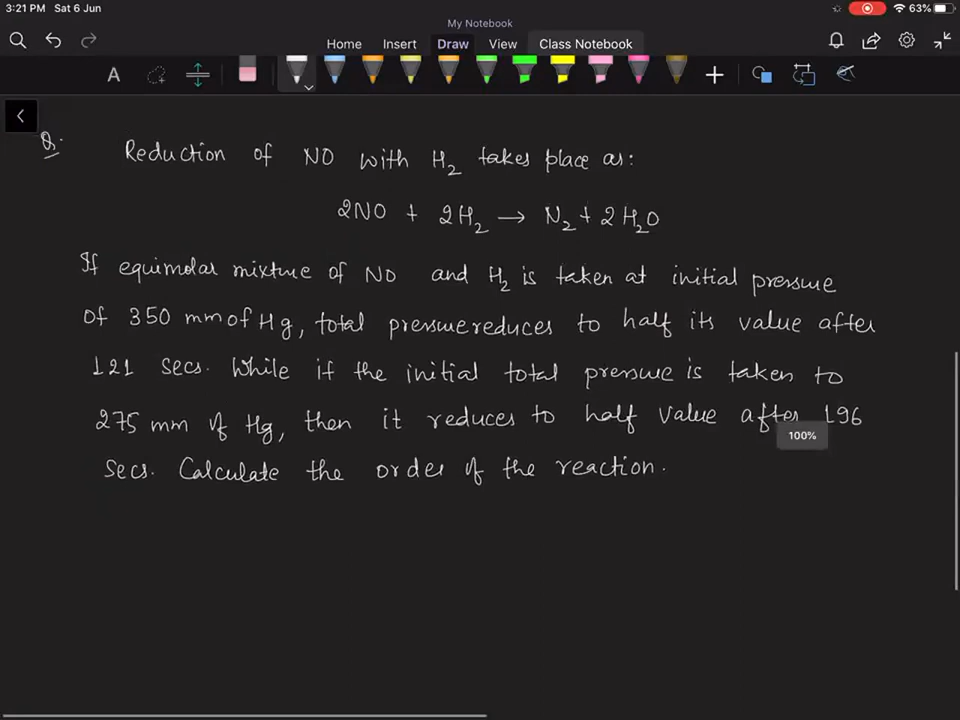 3:21 PM Sat 6 Jun
63%
My Notebook
Home Insert Draw View Class Notebook
A
Q.
Reduction of NO with H₂ takes place as:
2NO + 2H₂ → N₂ + 2H₂O
If equimolar mixture of NO and H₂ is taken at initial pressure
of 350 mm of Hg, total pressure reduces to half its value after
121 secs. While if the initial total pressure is taken to
275 mm of Hg, then it reduces to half value after 196
100%
secs. Calculate the order of the reaction.